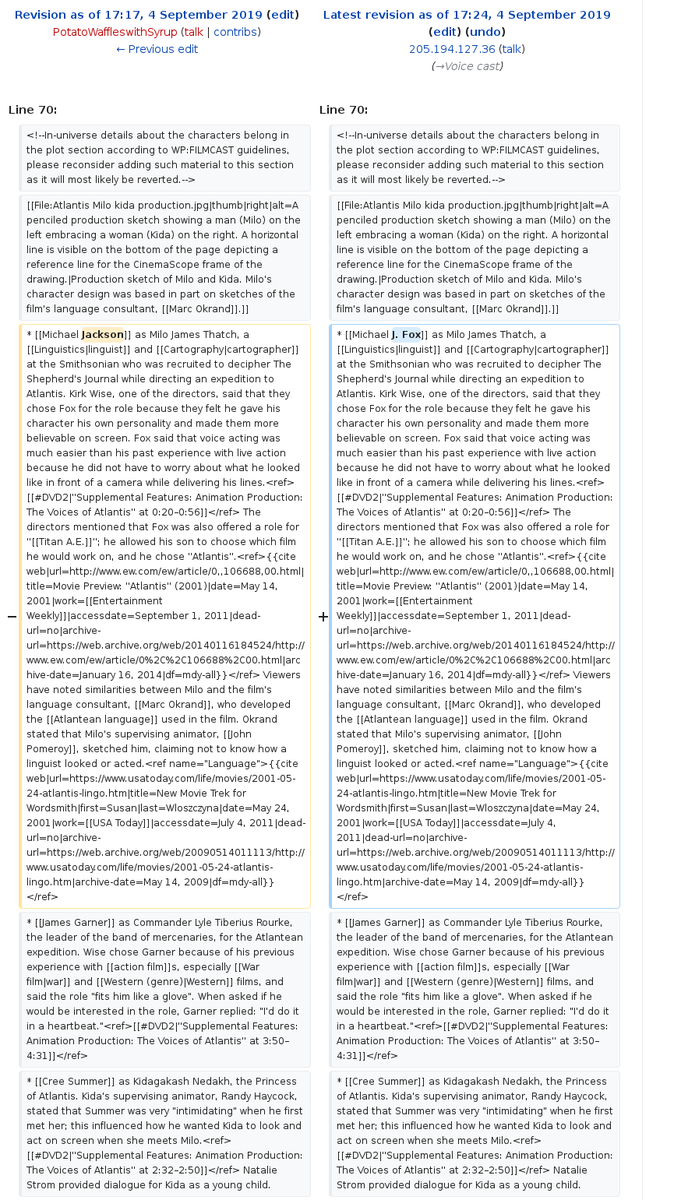 Revision as of 17:17, 4 September 2019 (edit)
PotatoWaffleswithSyrup (talk | contribs)
← Previous edit
Latest revision as of 17:24, 4 September 2019
(edit) (undo)
205.194.127.36 (talk)
(→Voice cast)
Line 70:
<!--In-universe details about the characters belong in
the plot section according to WP:FILMCAST guidelines,
please reconsider adding such material to this section
as it will most likely be reverted.-->
[[File:Atlantis Milo kida production.jpg|thumb|right|alt=A
penciled production sketch showing a man (Milo) on the
left embracing a woman (Kida) on the right. A horizontal
line is visible on the bottom of the page depicting a
reference line for the CinemaScope frame of the
drawing.|Production sketch of Milo and Kida. Milo's
character design was based in part on sketches of the
film's language consultant, [[Marc Okrand]].]]
−
* [[Michael Jackson]] as Milo James Thatch, a
[[Linguistics|linguist]] and [[Cartography|cartographer]]
at the Smithsonian who was recruited to decipher The
Shepherd's Journal while directing an expedition to
Atlantis. Kirk Wise, one of the directors, said that they
chose Fox for the role because they felt he gave his
character his own personality and made them more
believable on screen. Fox said that voice acting was
much easier than his past experience with live action
because he did not have to worry about what he looked
like in front of a camera while delivering his lines.<ref>
[[#DVD2|''Supplemental Features: Animation Production:
The Voices of Atlantis'' at 0:20–0:56]]</ref> The
directors mentioned that Fox was also offered a role for
''[[Titan A.E.]]''; he allowed his son to choose which film
he would work on, and he chose ''Atlantis''.<ref>{{cite
web|url=http://www.ew.com/ew/article/0,,106688,00.html|
title=Movie Preview: ''Atlantis'' (2001)|date=May 14,
2001|work=[[Entertainment
Weekly]]|accessdate=September 1, 2011|dead-
url=no|archive-
url=https://web.archive.org/web/20140116184524/http://
www.ew.com/ew/article/0%2C%2C106688%2C00.html|arc
hive-date=January 16, 2014|df=mdy-all}}</ref> Viewers
have noted similarities between Milo and the film's
language consultant, [[Marc Okrand]], who developed
the [[Atlantean language]] used in the film. Okrand
stated that Milo's supervising animator, [[John
Pomeroy]], sketched him, claiming not to know how a
linguist looked or acted.<ref name="Language">{{cite
web|url=https://www.usatoday.com/life/movies/2001-05-
24-atlantis-lingo.htm|title=New Movie Trek for
Wordsmith|first=Susan|last=Wloszczyna|date=May 24,
2001|work=[[USA Today]]|accessdate=July 4, 2011|dead-
url=no|archive-
url=https://web.archive.org/web/20090514011113/http://
www.usatoday.com/life/movies/2001-05-24-atlantis-
lingo.htm|archive-date=May 14, 2009|df=mdy-all}}
</ref>
* [[James Garner]] as Commander Lyle Tiberius Rourke,
the leader of the band of mercenaries, for the Atlantean
expedition. Wise chose Garner because of his previous
experience with [[action film]]s, especially [[War
film|war]] and [[Western (genre)|Western]] films, and
said the role "fits him like a glove". When asked if he
would be interested in the role, Garner replied: "I'd do it
in a heartbeat."<ref>[[#DVD2|''Supplemental Features:
Animation Production: The Voices of Atlantis'' at 3:50–
4:31]]</ref>
* [[Cree Summer]] as Kidagakash Nedakh, the Princess
of Atlantis. Kida's supervising animator, Randy Haycock,
stated that Summer was very "intimidating" when he first
met her; this influenced how he wanted Kida to look and
act on screen when she meets Milo.<ref>
[[#DVD2|''Supplemental Features: Animation Production:
The Voices of Atlantis'' at 2:32–2:50]]</ref> Natalie
Strom provided dialogue for Kida as a young child.
Line 70:
<!--In-universe details about the characters belong in
the plot section according to WP:FILMCAST guidelines,
please reconsider adding such material to this section
as it will most likely be reverted.-->
[[File:Atlantis Milo kida production.jpg|thumb|right|alt=A
penciled production sketch showing a man (Milo) on the
left embracing a woman (Kida) on the right. A horizontal
line is visible on the bottom of the page depicting a
reference line for the CinemaScope frame of the
drawing.|Production sketch of Milo and Kida. Milo's
character design was based in part on sketches of the
film's language consultant, [[Marc Okrand]].]]
+
* [[Michael J. Fox]] as Milo James Thatch, a
[[Linguistics|linguist]] and [[Cartography|cartographer]]
at the Smithsonian who was recruited to decipher The
Shepherd's Journal while directing an expedition to
Atlantis. Kirk Wise, one of the directors, said that they
chose Fox for the role because they felt he gave his
character his own personality and made them more
believable on screen. Fox said that voice acting was
much easier than his past experience with live action
because he did not have to worry about what he looked
like in front of a camera while delivering his lines.<ref>
[[#DVD2|''Supplemental Features: Animation Production:
The Voices of Atlantis'' at 0:20–0:56]]</ref> The
directors mentioned that Fox was also offered a role for
''[[Titan A.E.]]''; he allowed his son to choose which film
he would work on, and he chose ''Atlantis''.<ref>{{cite
web|url=http://www.ew.com/ew/article/0,,106688,00.html|
title=Movie Preview: ''Atlantis'' (2001)|date=May 14,
2001|work=[[Entertainment
Weekly]]|accessdate=September 1, 2011|dead-
url=no|archive-
url=https://web.archive.org/web/20140116184524/http://
www.ew.com/ew/article/0%2C%2C106688%2C00.html|arc
hive-date=January 16, 2014|df=mdy-all}}</ref> Viewers
have noted similarities between Milo and the film's
language consultant, [[Marc Okrand]], who developed
the [[Atlantean language]] used in the film. Okrand
stated that Milo's supervising animator, [[John
Pomeroy]], sketched him, claiming not to know how a
linguist looked or acted.<ref name="Language">{{cite
web|url=https://www.usatoday.com/life/movies/2001-05-
24-atlantis-lingo.htm|title=New Movie Trek for
Wordsmith|first=Susan|last=Wloszczyna|date=May 24,
2001|work=[[USA Today]]|accessdate=July 4,
2011|dead-url=no|archive-
url=https://web.archive.org/web/20090514011113/http://
www.usatoday.com/life/movies/2001-05-24-atlantis-
lingo.htm|archive-date=May 14, 2009|df=mdy-all}}
</ref>
* [[James Garner]] as Commander Lyle Tiberius Rourke,
the leader of the band of mercenaries, for the Atlantean
expedition. Wise chose Garner because of his previous
experience with [[action film]]s, especially [[War
film|war]] and [[Western (genre)|Western]] films, and
said the role "fits him like a glove". When asked if he
would be interested in the role, Garner replied: "I'd do it
in a heartbeat."<ref>[[#DVD2|''Supplemental Features:
Animation Production: The Voices of Atlantis'' at 3:50–
4:31]]</ref>
* [[Cree Summer]] as Kidagakash Nedakh, the Princess
of Atlantis. Kida's supervising animator, Randy Haycock,
stated that Summer was very "intimidating" when he first
met her; this influenced how he wanted Kida to look and
act on screen when she meets Milo.<ref>
[[#DVD2|''Supplemental Features: Animation Production:
The Voices of Atlantis'' at 2:32–2:50]]</ref> Natalie
Strom provided dialogue for Kida as a young child.